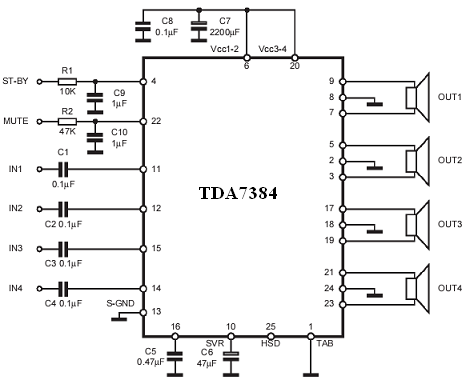 C8
0.1µF
C7
2200µF
Vcc1-2
Vcc3-4
6
20
ST-BY
R1
10K
4
C9
1µF
MUTE
R2
47K
22
C10
1µF
IN1
C1
0.1µF
11
IN2
C2 0.1µF
12
IN3
C3 0.1µF
15
IN4
C4 0.1µF
14
S-GND
13
TDA7384
9
8
7
OUT1
5
2
3
OUT2
17
18
19
OUT3
21
24
23
OUT4
16
10
25
1
SVR
HSD
TAB
C5
0.47µF
C6
47µF